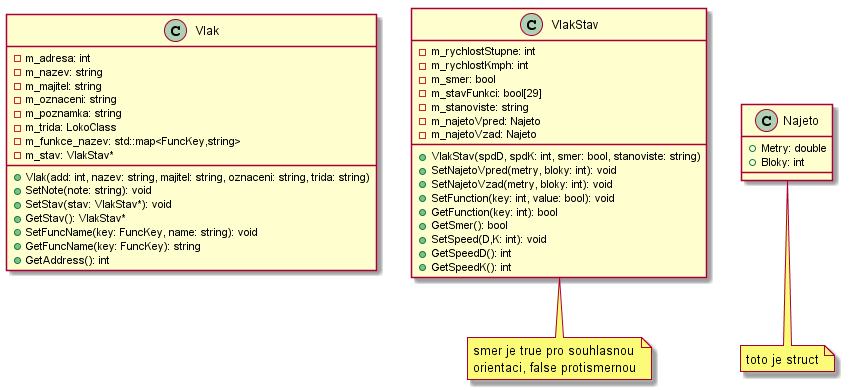 C Vlak
m_adresa: int
m_nazev: string
m_majitel: string
m_oznaceni: string
m_poznamka: string
m_trida: LokoClass
m_funkce_nazev: std::map<FuncKey,string>
m_stav: VlakStav*
Vlak(add: int, nazev: string, majitel: string, oznaceni: string, trida: string)
SetNote(note: string): void
SetStav(stav: VlakStav*): void
GetStav(): VlakStav*
SetFuncName(key: FuncKey, name: string): void
GetFuncName(key: FuncKey): string
GetAddress(): int
C VlakStav
m_rychlostStupne: int
m_rychlostKmph: int
m_smer: bool
m_stavFunkci: bool[29]
m_stanoviste: string
m_najetoVpred: Najeto
m_najetoVzad: Najeto
VlakStav(spdD, spdK: int, smer: bool, stanoviste: string)
SetNajetoVpred(metry, bloky: int): void
SetNajetoVzad(metry, bloky: int): void
SetFunction(key: int, value: bool): void
GetFunction(key: int): bool
GetSmer(): bool
SetSpeed(D,K: int): void
GetSpeedD(): int
GetSpeedK(): int
C Najeto
Metry: double
Bloky: int
smer je true pro souhlasnou
orientaci, false protismernou
toto je struct